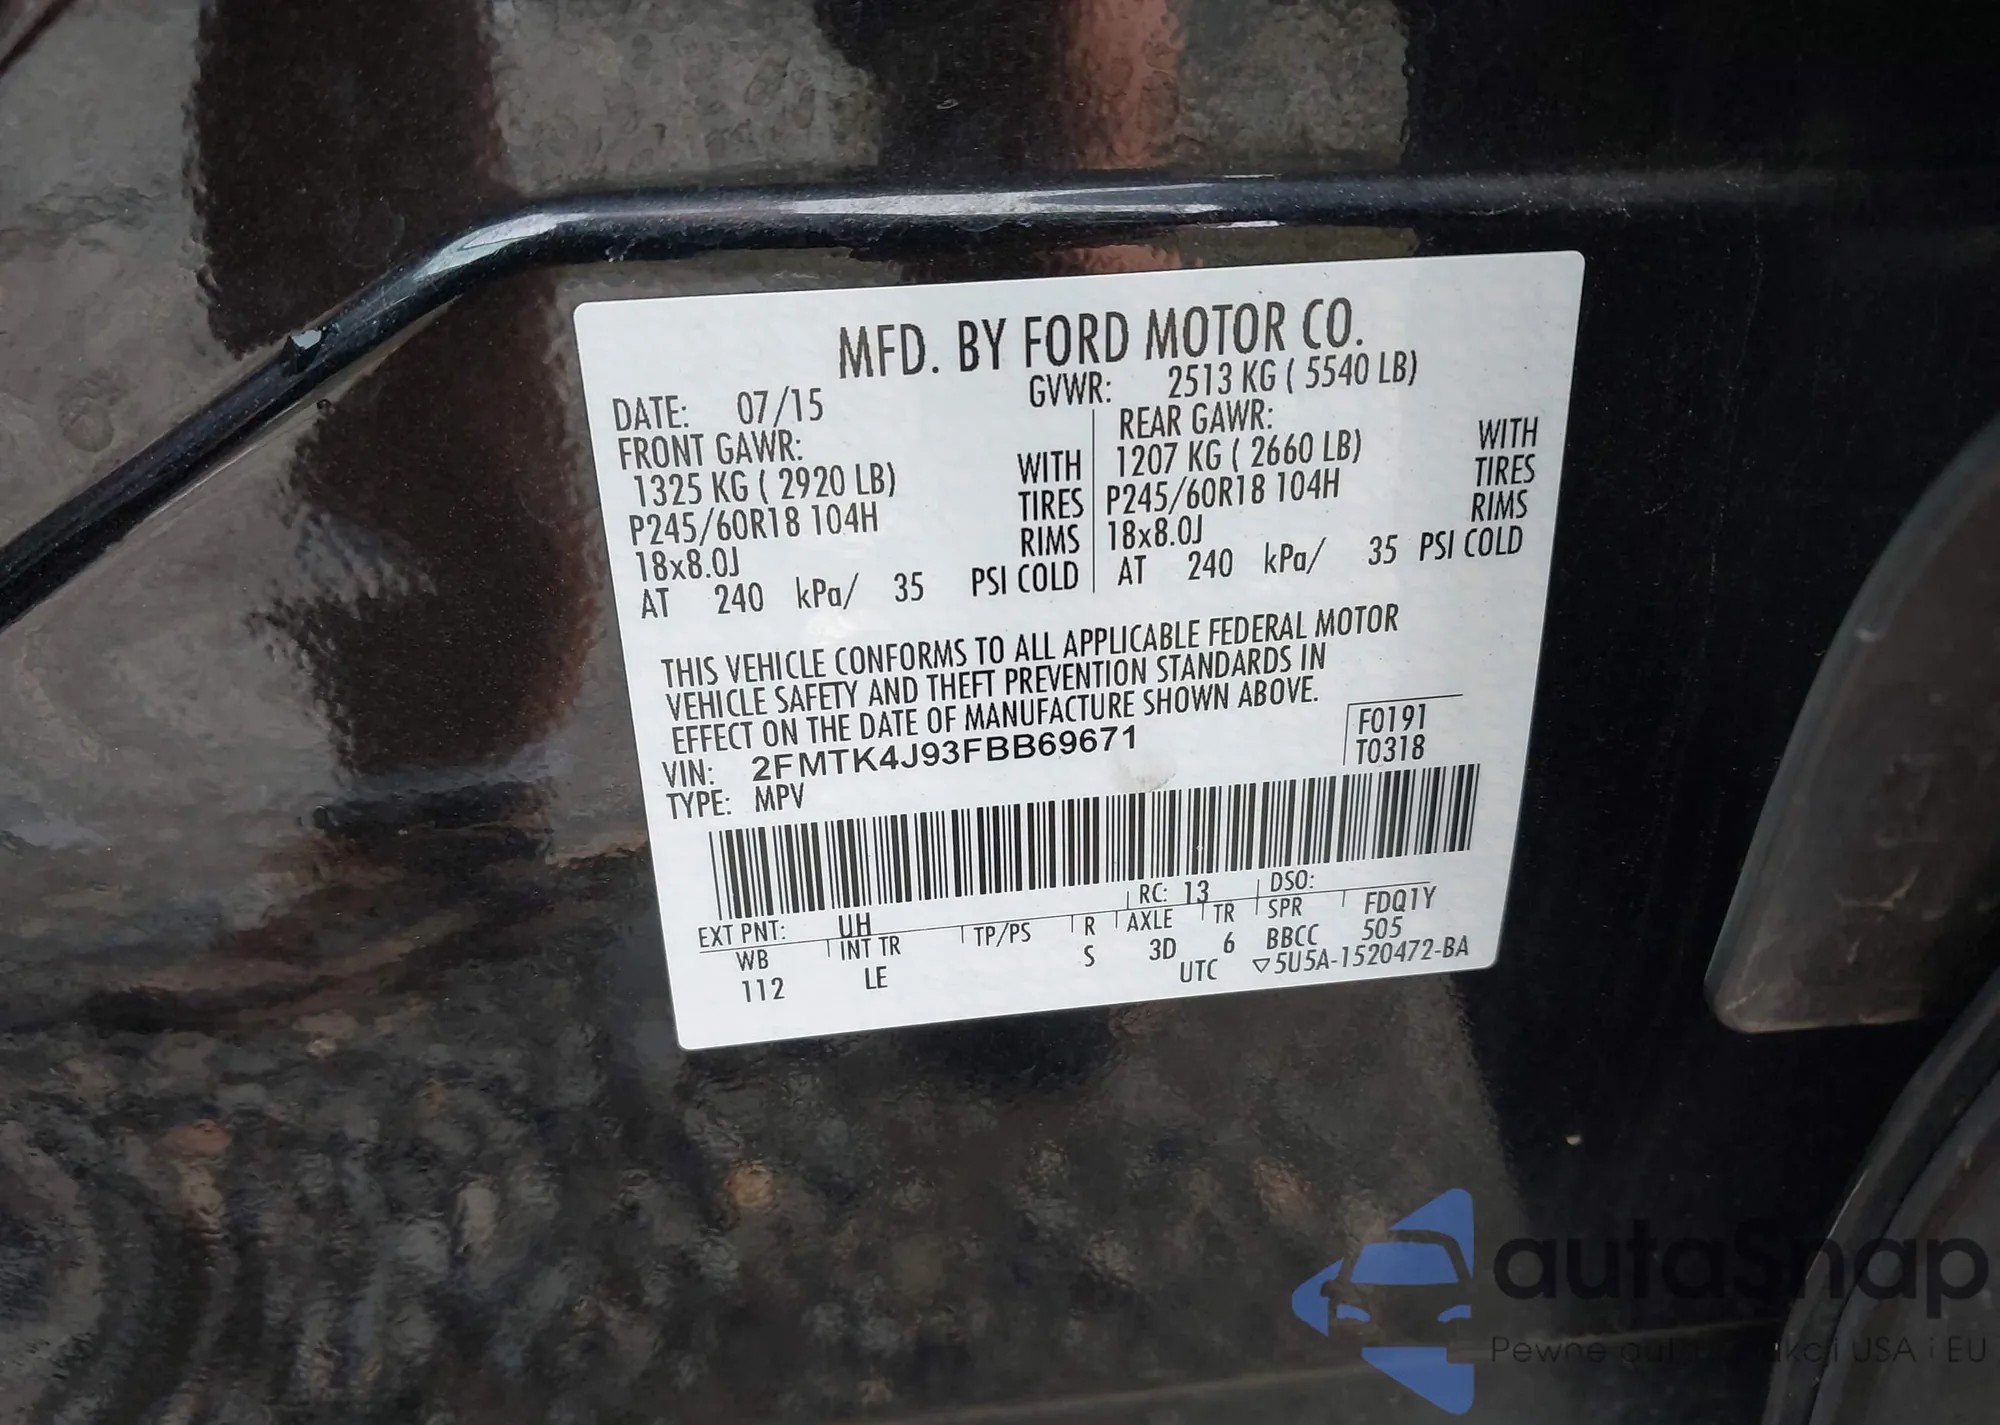 MFD. BY FORD MOTOR CO.
DATE: 07/15 GVWR: 2513 KG ( 5540 LB)
FRONT GAWR: REAR GAWR:
1325 KG ( 2920 LB) WITH 1207 KG ( 2660 LB) WITH
P245/60R18 104H TIRES P245/60R18 104H TIRES
18x8.0J RIMS 18x8.0J RIMS
AT 240 kPa/ 35 PSI COLD AT 240 kPa/ 35 PSI COLD
THIS VEHICLE CONFORMS TO ALL APPLICABLE FEDERAL MOTOR
VEHICLE SAFETY AND THEFT PREVENTION STANDARDS IN
EFFECT ON THE DATE OF MANUFACTURE SHOWN ABOVE.
VIN: 2FMTK4J93FBB69671 F0191
TYPE: MPV T0318
EXT PNT: UH RC: 13 DSO:
WB INT TR TP/PS R AXLE TR SPR FDQ1Y
112 LE S 3D 6 BBCC 505
UTC ▽5U5A-1520472-BA
autaSnap
Pewne USA i EU